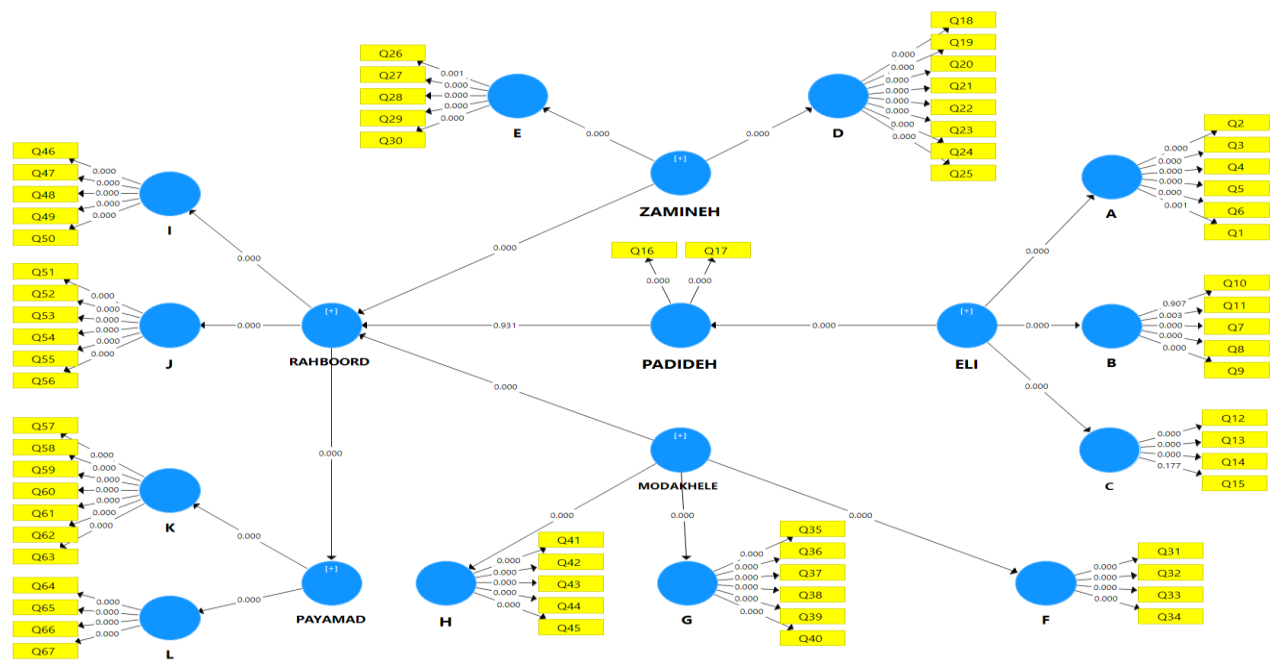 Q26
Q27
Q28
Q29
Q30
0.001
0.000
0.000
0.000
0.000
E
0.000
Q18
Q19
Q20
Q21
Q22
Q23
Q24
Q25
0.000
0.000
0.000
0.000
0.000
0.000
0.000
0.000
D
0.000
[+]
ZAMINEH
0.000
Q2
Q3
Q4
Q5
Q6
Q1
0.000
0.000
0.000
0.000
0.000
0.001
A
0.000
Q46
Q47
Q48
Q49
Q50
0.000
0.000
0.000
0.000
0.000
I
0.000
Q16
Q17
0.000
0.000
PADIDEH
0.931
0.000
[+]
ELI
0.000
Q10
Q11
Q7
Q8
Q9
0.907
0.003
0.000
0.000
0.000
B
Q51
Q52
Q53
Q54
Q55
Q56
0.000
0.000
0.000
0.000
0.000
0.000
J
0.000
[+]
RAHBOORD
0.000
0.000
0.000
Q12
Q13
Q14
Q15
0.000
0.000
0.000
0.177
C
[+]
MODAKHELE
Q57
Q58
Q59
Q60
Q61
Q62
Q63
0.000
0.000
0.000
0.000
0.000
0.000
0.000
K
0.000
[+]
PAYAMAD
0.000
Q64
Q65
Q66
Q67
0.000
0.000
0.000
0.000
L
0.000
Q41
Q42
Q43
Q44
Q45
0.000
0.000
0.000
0.000
0.000
H
0.000
Q35
Q36
Q37
Q38
Q39
Q40
0.000
0.000
0.000
0.000
0.000
0.000
G
0.000
Q31
Q32
Q33
Q34
0.000
0.000
0.000
0.000
F